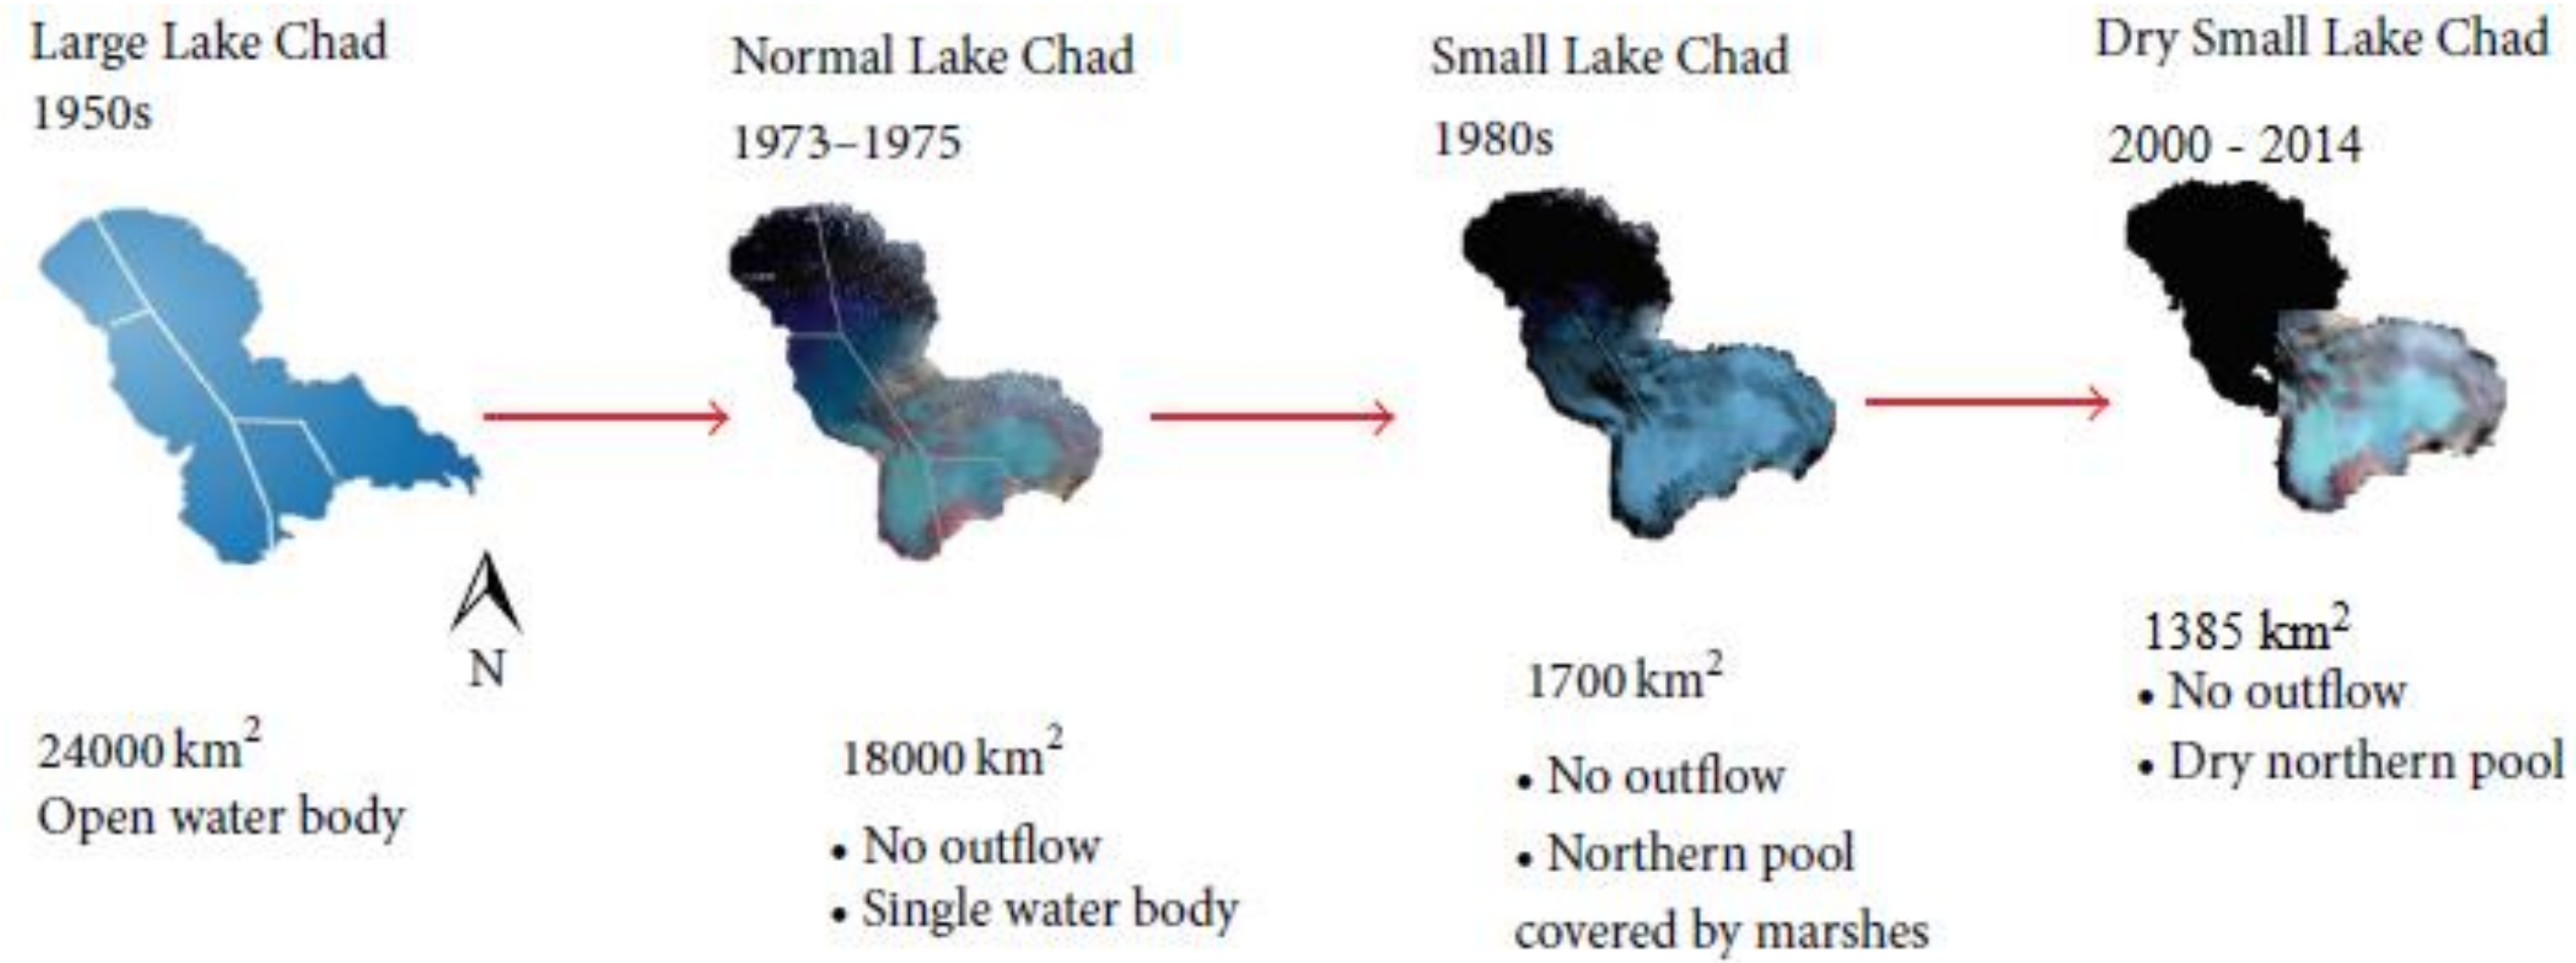 Large Lake Chad
1950s
24000 km²
Open water body
N
Normal Lake Chad
1973–1975
18000 km²
• No outflow
• Single water body
Small Lake Chad
1980s
1700 km²
• No outflow
• Northern pool
covered by marshes
Dry Small Lake Chad
2000 - 2014
1385 km²
• No outflow
• Dry northern pool